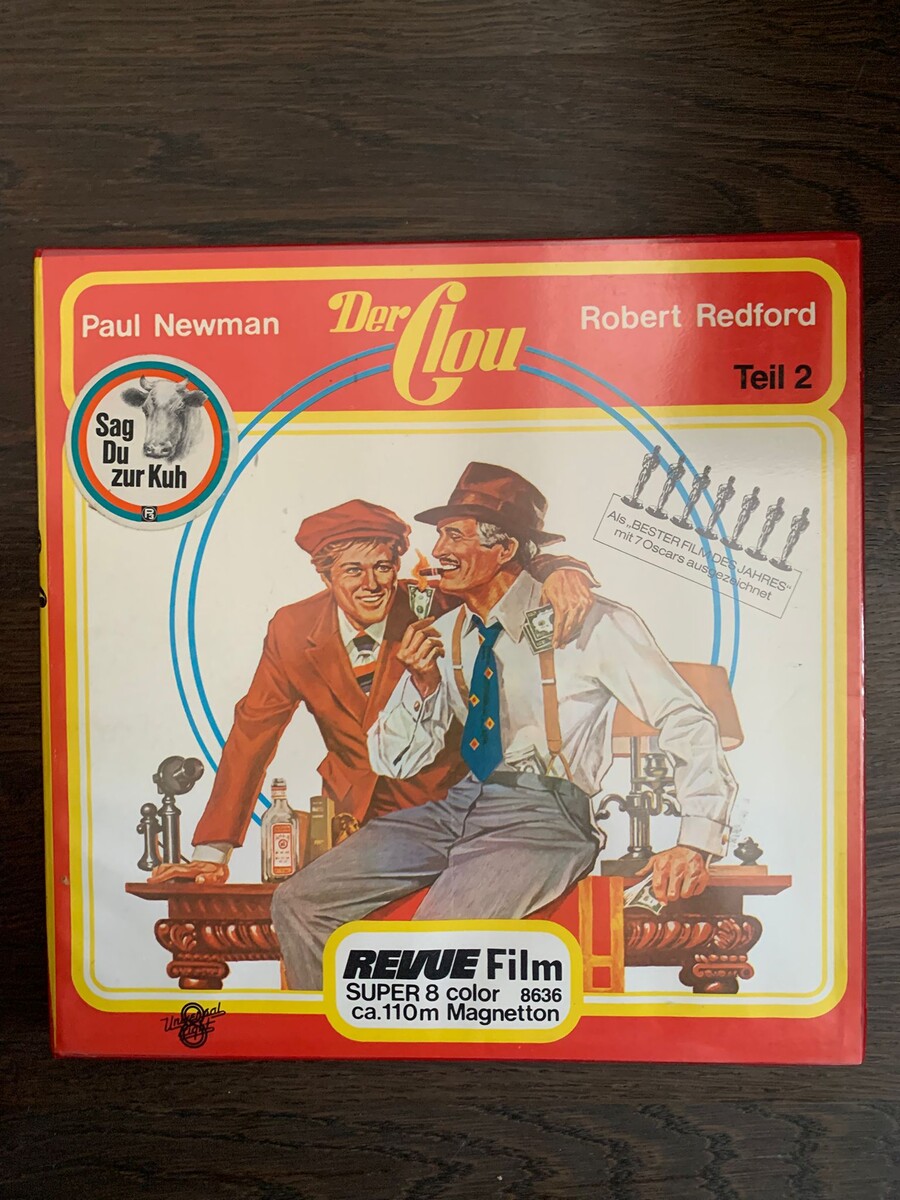 Paul Newman
Der Clou
Robert Redford
Teil 2
Sag
Du
zur Kuh
Als „BESTER FILM DES JAHRES“
mit 7 Oscars ausgezeichnet
REVUE Film
SUPER 8 color 8636
ca.110m Magnetton
Universal